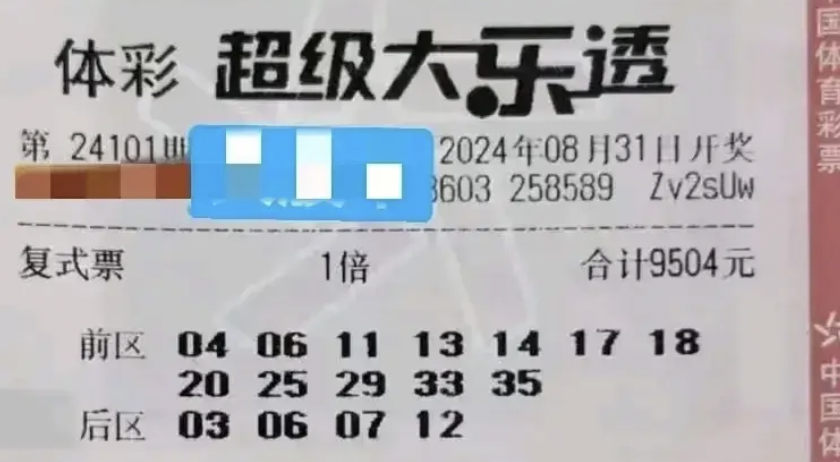 体彩 超级大乐透
第 24101期 2024年08月31日开奖
3603 258589 Zv2sUw
复式票 1倍 合计9504元
前区 04 06 11 13 14 17 18
20 25 29 33 35
后区 03 06 07 12
国体育彩票
中国体